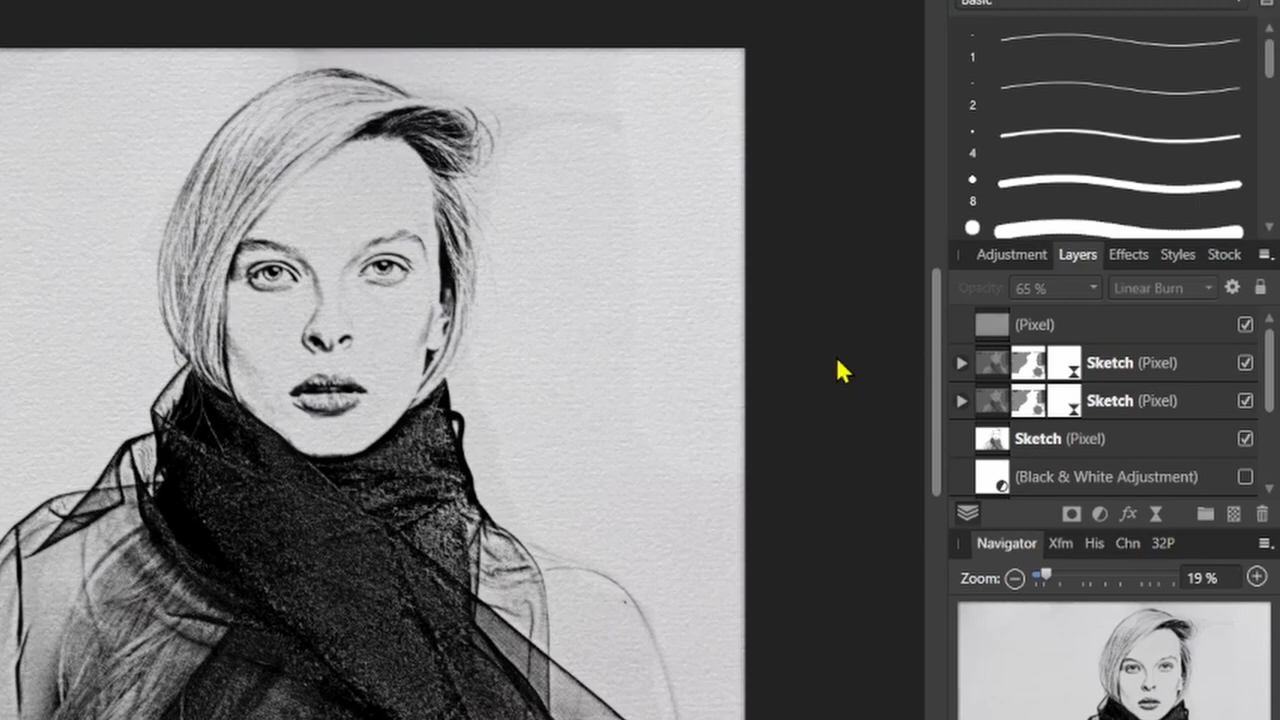 Basic
1
2
4
8
Adjustment Layers Effects Styles Stock
Opacity: 65 % Linear Burn
(Pixel)
Sketch (Pixel)
Sketch (Pixel)
Sketch (Pixel)
(Black & White Adjustment)
fx
Navigator Xfm His Chn 32P
Zoom: 19 %